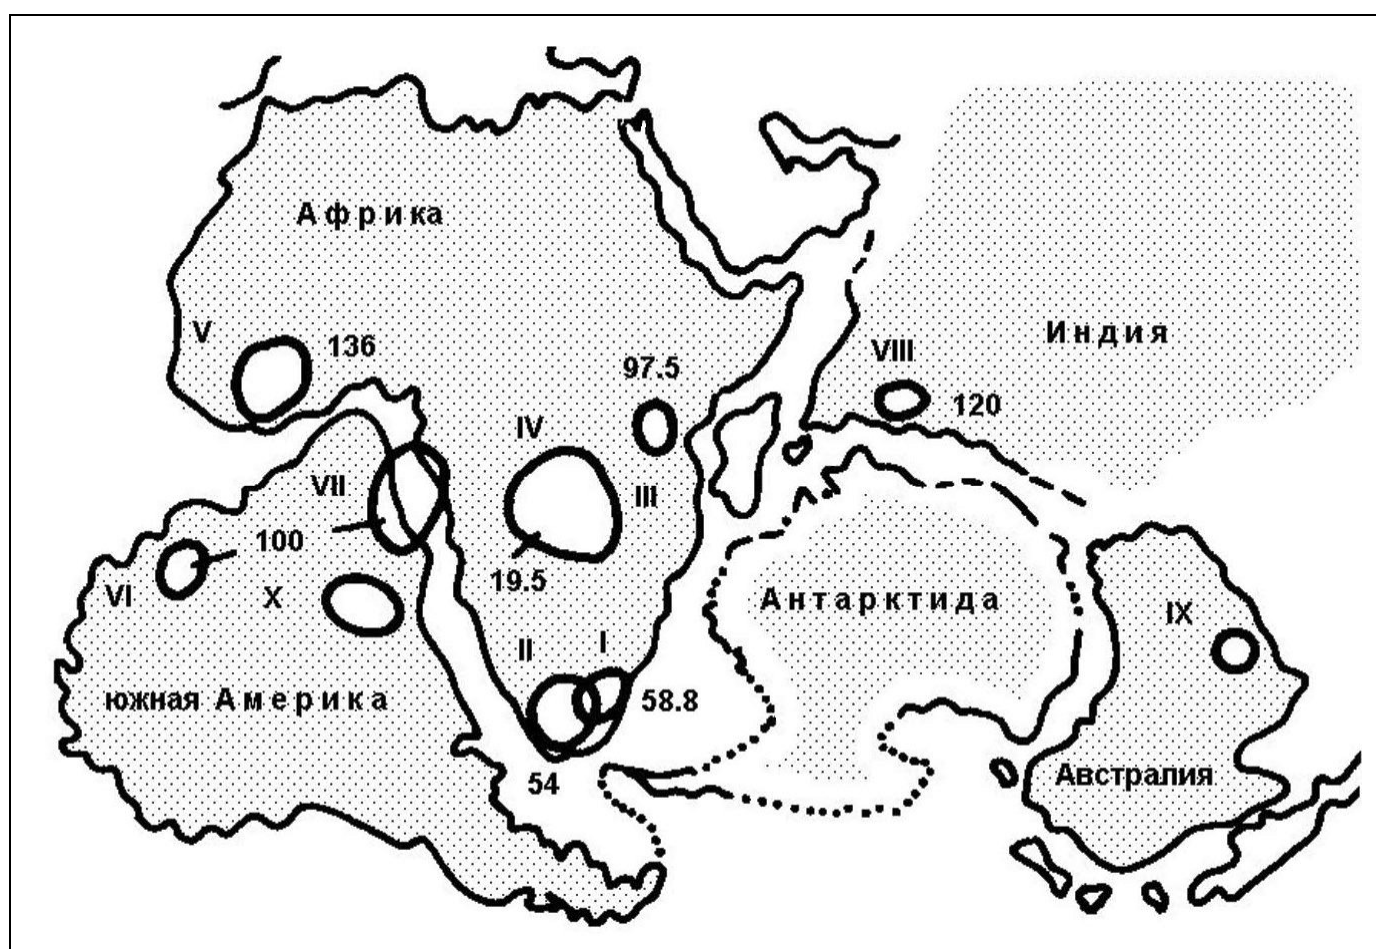 Африка
Индия
V
136
VIII
97.5
120
IV
VII
III
100
19.5
VI
X
Антарктида
IX
II
I
южная Америка
58.8
54
Австралия